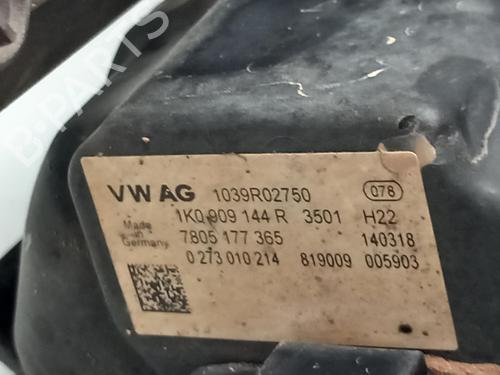 B-PARTS
VW AG 1039R02750 078
1K0 909 144 R 3501 H22
Made in Germany 7805 177 365 140318
0 273 010 214 819009 005903